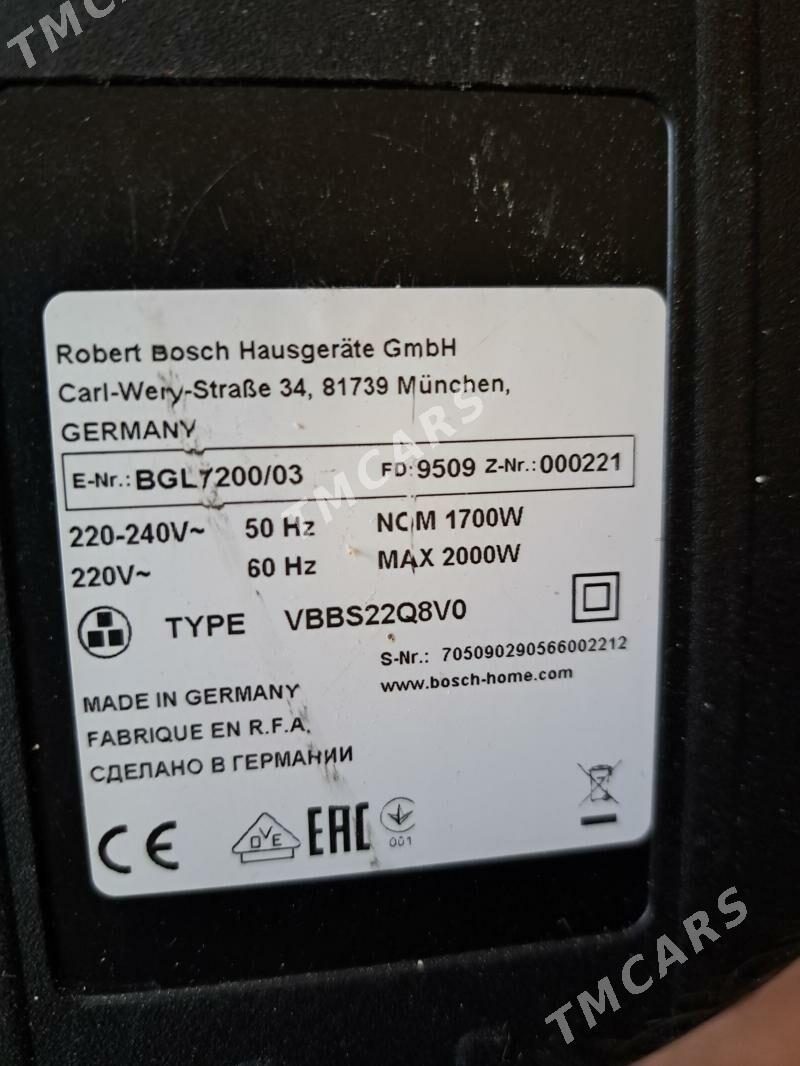 TMCARS
Robert Bosch Hausgeräte GmbH
Carl-Wery-Straße 34, 81739 München,
GERMANY
E-Nr.: BGL7200/03 FD: 9509 Z-Nr.: 000221
TMCARS
220-240V~ 50 Hz NOM 1700W
220V~ 60 Hz MAX 2000W
TYPE VBBS22Q8V0
S-Nr.: 705090290566002212
www.bosch-home.com
MADE IN GERMANY
FABRIQUE EN R.F.A.
СДЕЛАНО В ГЕРМАНИИ
CE OVE EAC 001
TMCARS